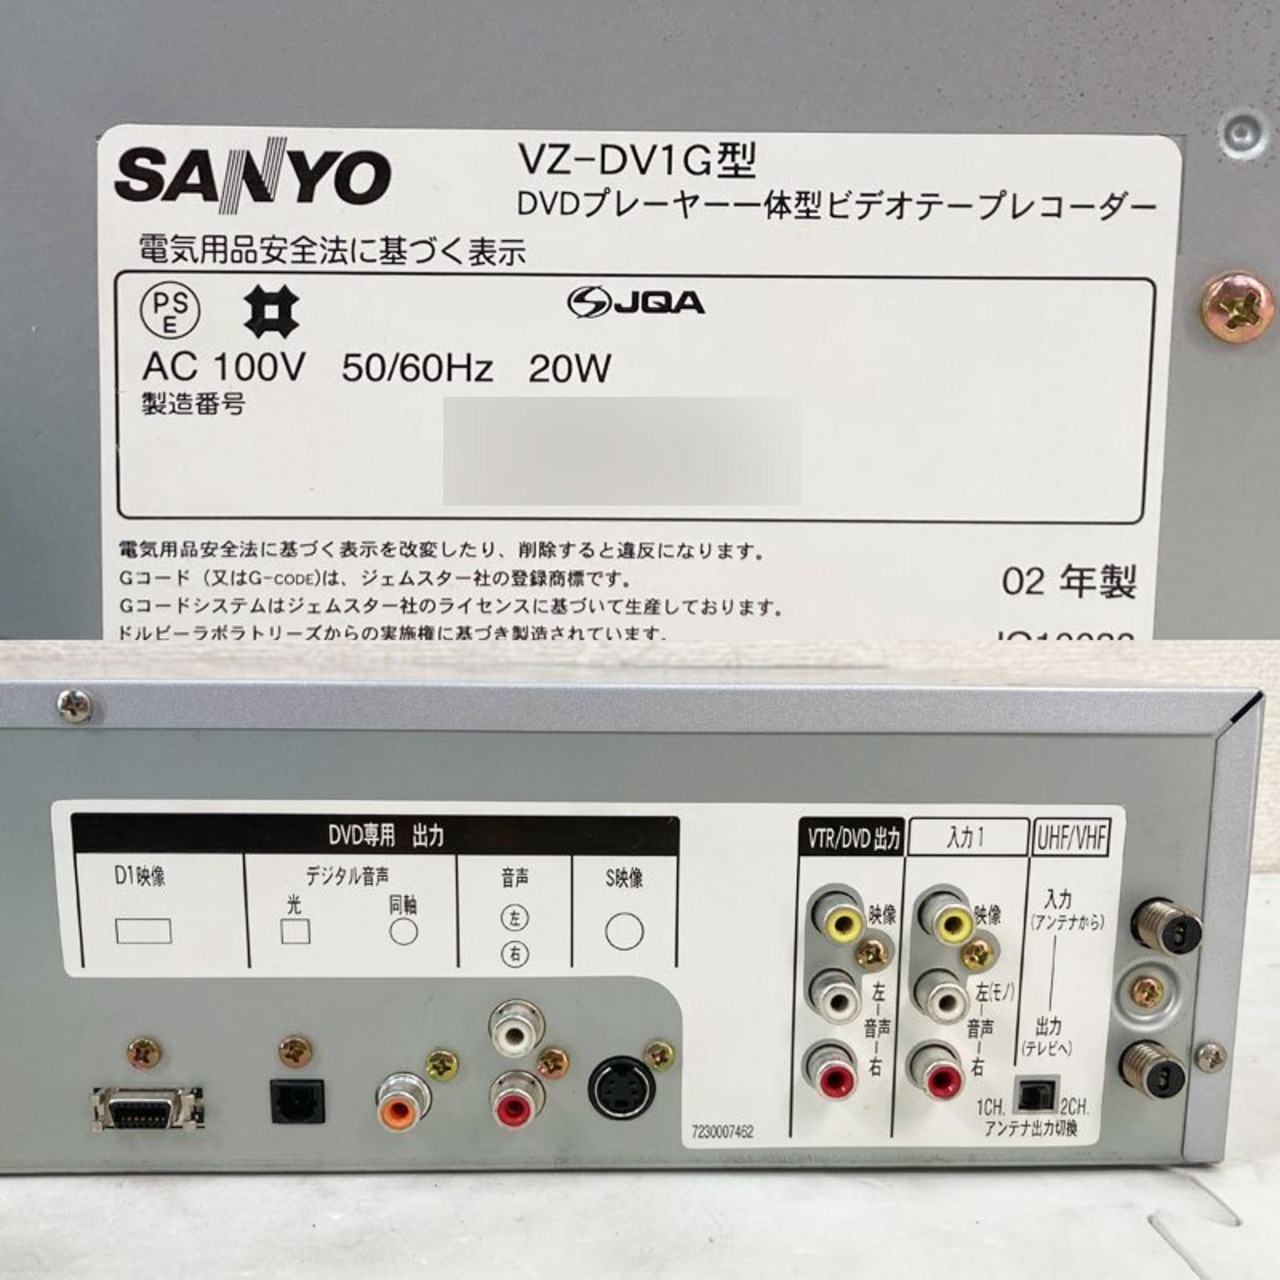 SANYO
VZ-DV1G型
DVDプレーヤー一体型ビデオテープレコーダー
電気用品安全法に基づく表示
PS
E
JQA
AC 100V 50/60Hz 20W
製造番号
電気用品安全法に基づく表示を改変したり、削除すると違反になります。
Gコード(又はG-CODE)は、ジェムスター社の登録商標です。
Gコードシステムはジェムスター社のライセンスに基づいて生産しております。
ドルビーラボラトリーズからの実施権に基づき製造されています。
02 年製
DVD専用 出力
D1映像
デジタル音声
光
同軸
音声
左
右
S映像
VTR/DVD 出力
映像
左
音声
右
入力1
映像
左(モノ)
音声
右
UHF/VHF
入力
(アンテナから)
出力
(テレビへ)
1CH. 2CH.
アンテナ出力切換
7230007462